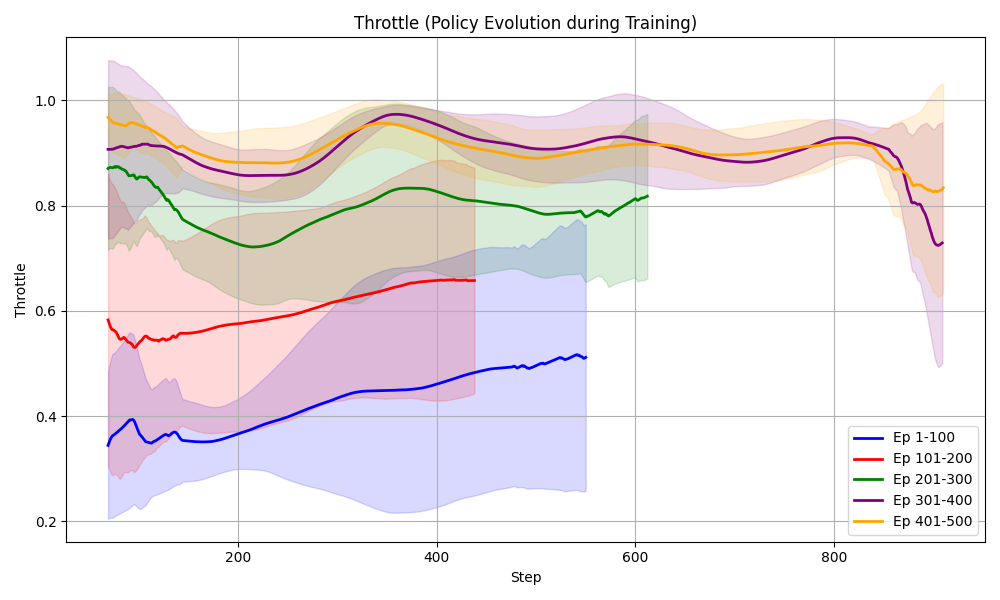 Throttle (Policy Evolution during Training)
1.0
0.8
0.6
0.4
0.2
Throttle
200
400
600
800
Step
Ep 1-100
Ep 101-200
Ep 201-300
Ep 301-400
Ep 401-500